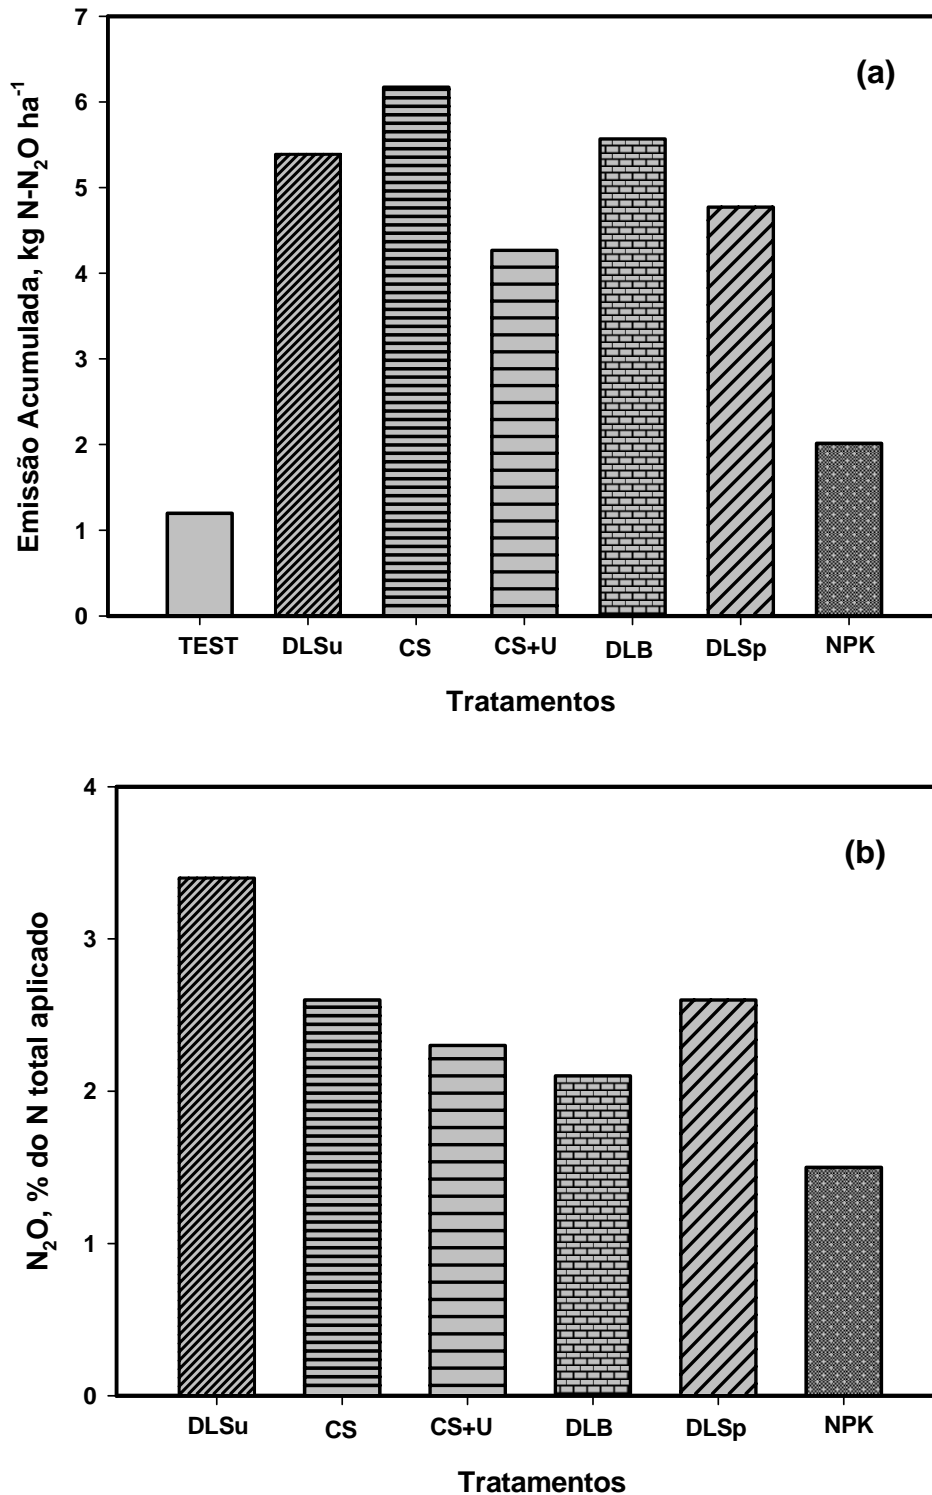 7
(a)
6
5
4
3
2
1
0
Emissão Acumulada, kg N-N₂O ha⁻¹
TEST DLSu CS CS+U DLB DLSp NPK
Tratamentos
4
(b)
3
2
1
0
N₂O, % do N total aplicado
DLSu CS CS+U DLB DLSp NPK
Tratamentos